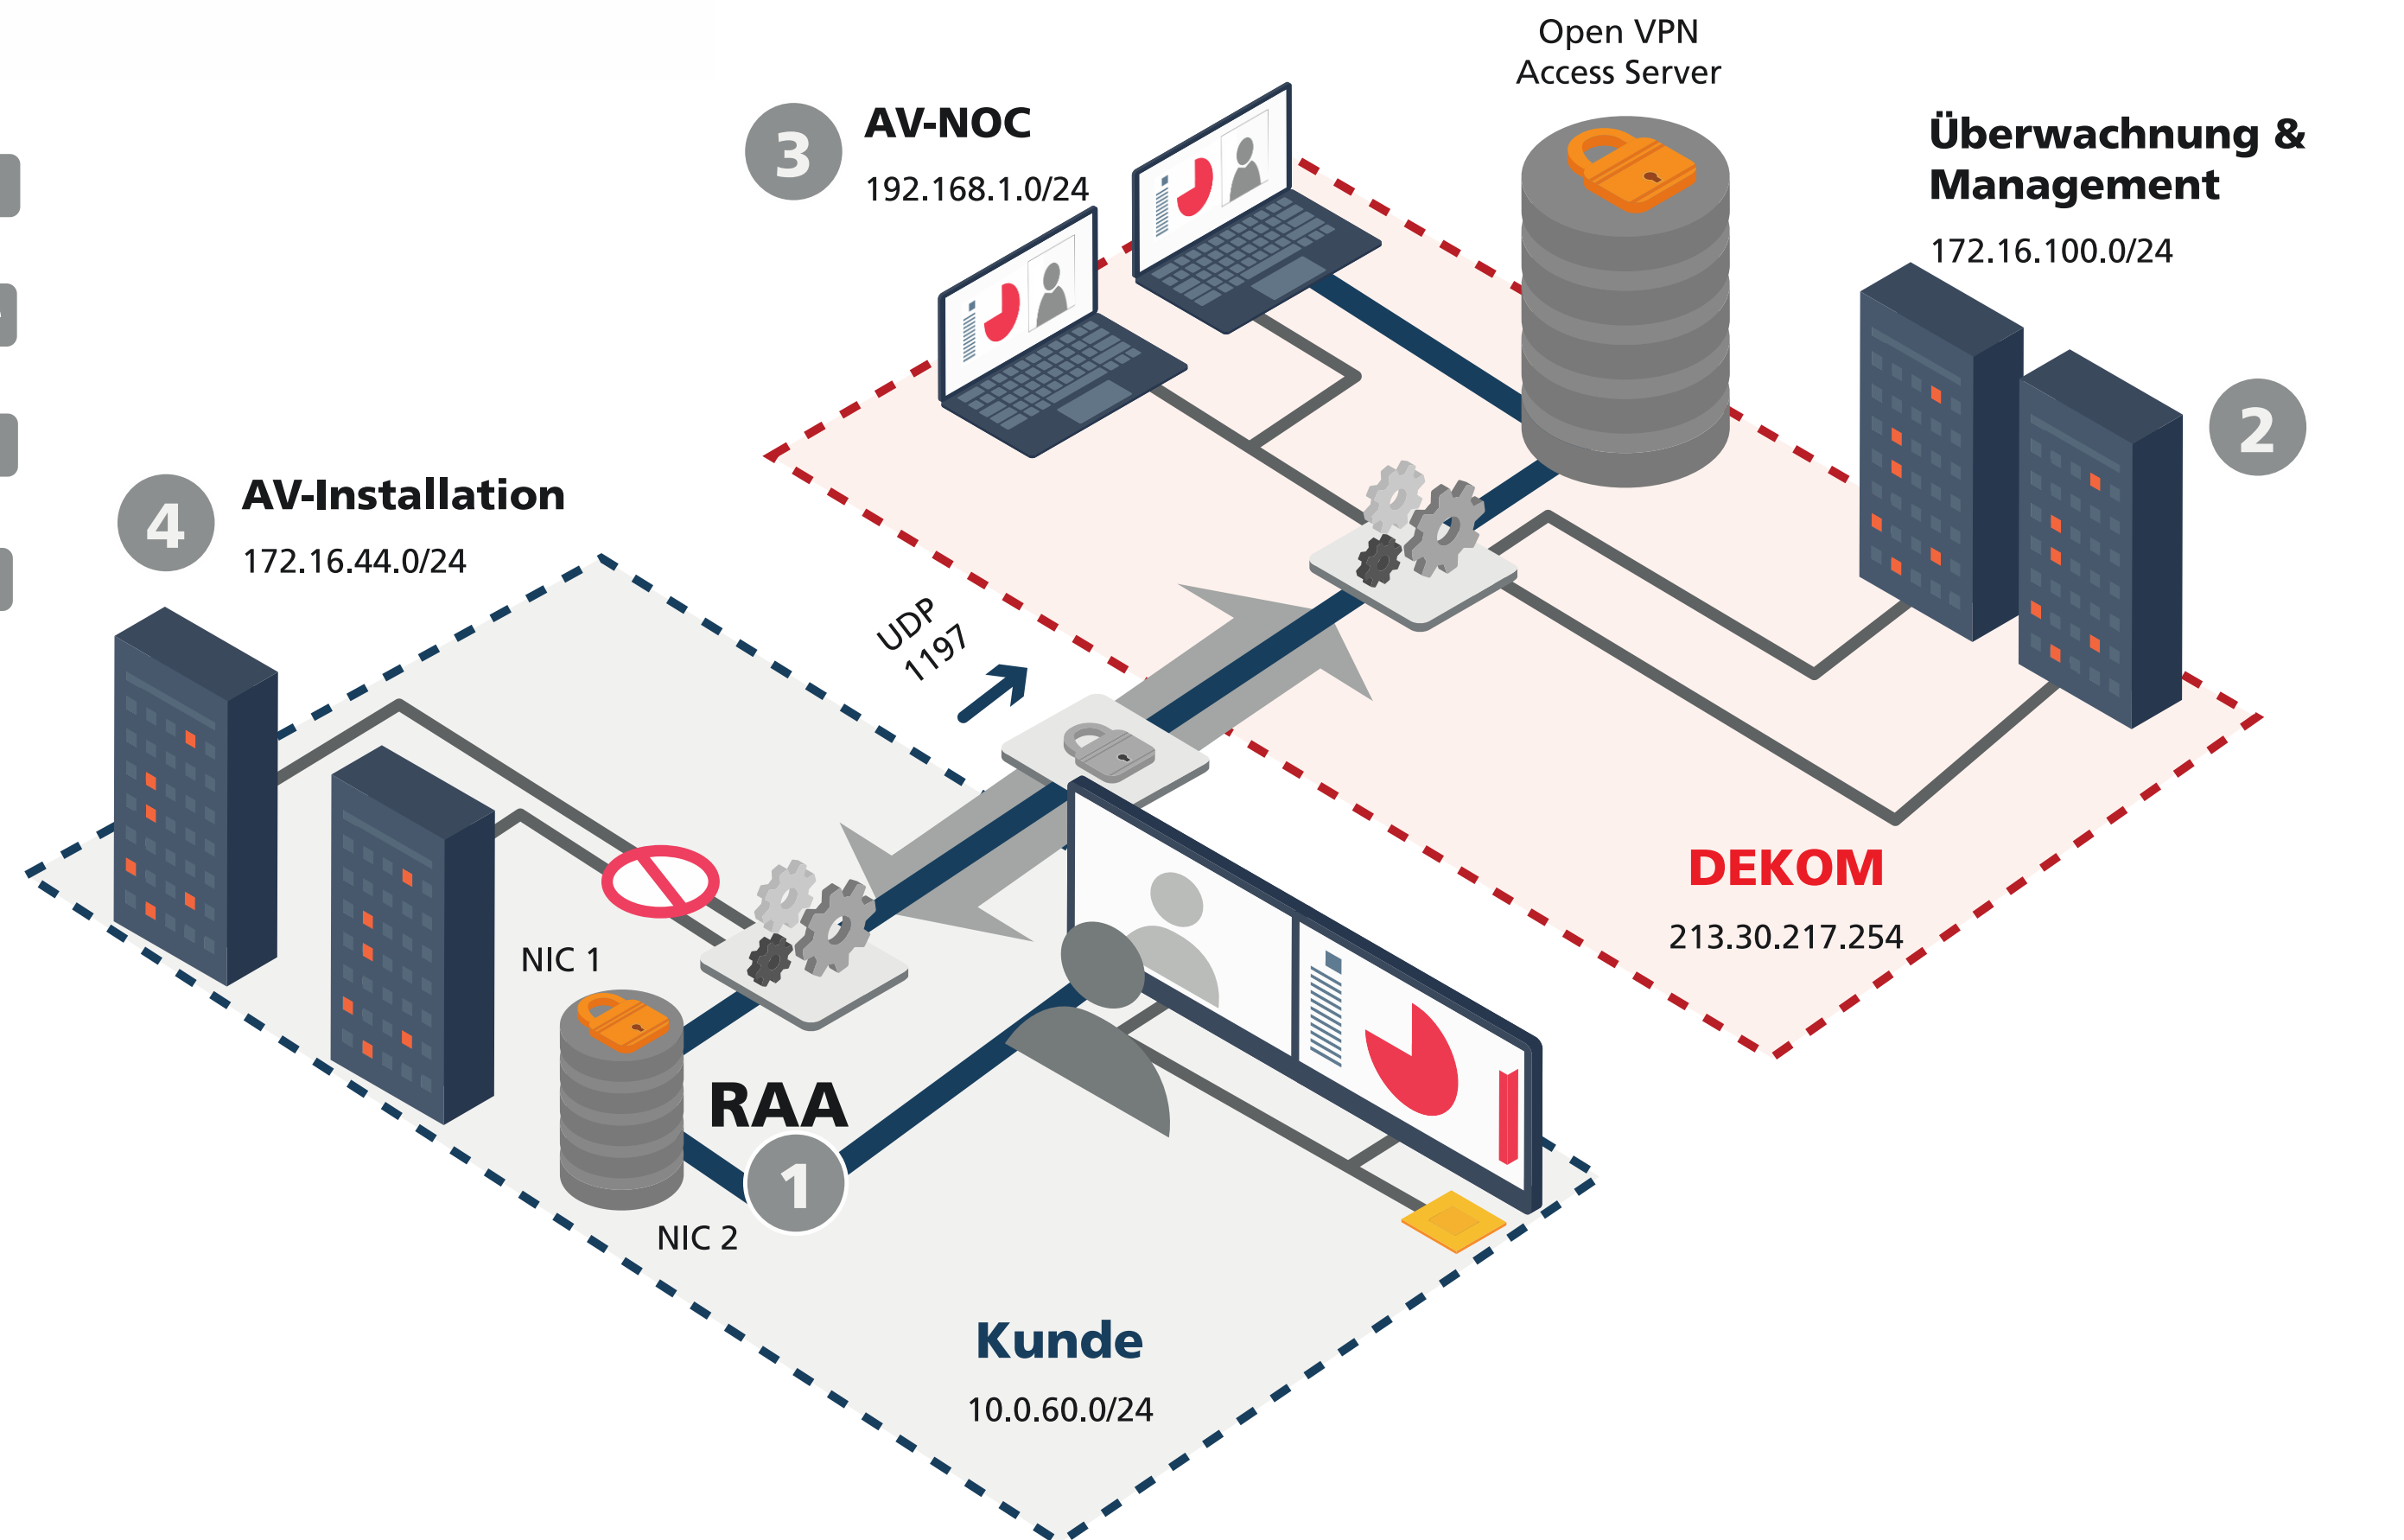 Open VPN
Access Server
3
AV-NOC
192.168.1.0/24
Überwachnung &
Management
172.16.100.0/24
2
4
AV-Installation
172.16.44.0/24
UDP
1197
DEKOM
213.30.217.254
NIC 1
RAA
1
NIC 2
Kunde
10.0.60.0/24